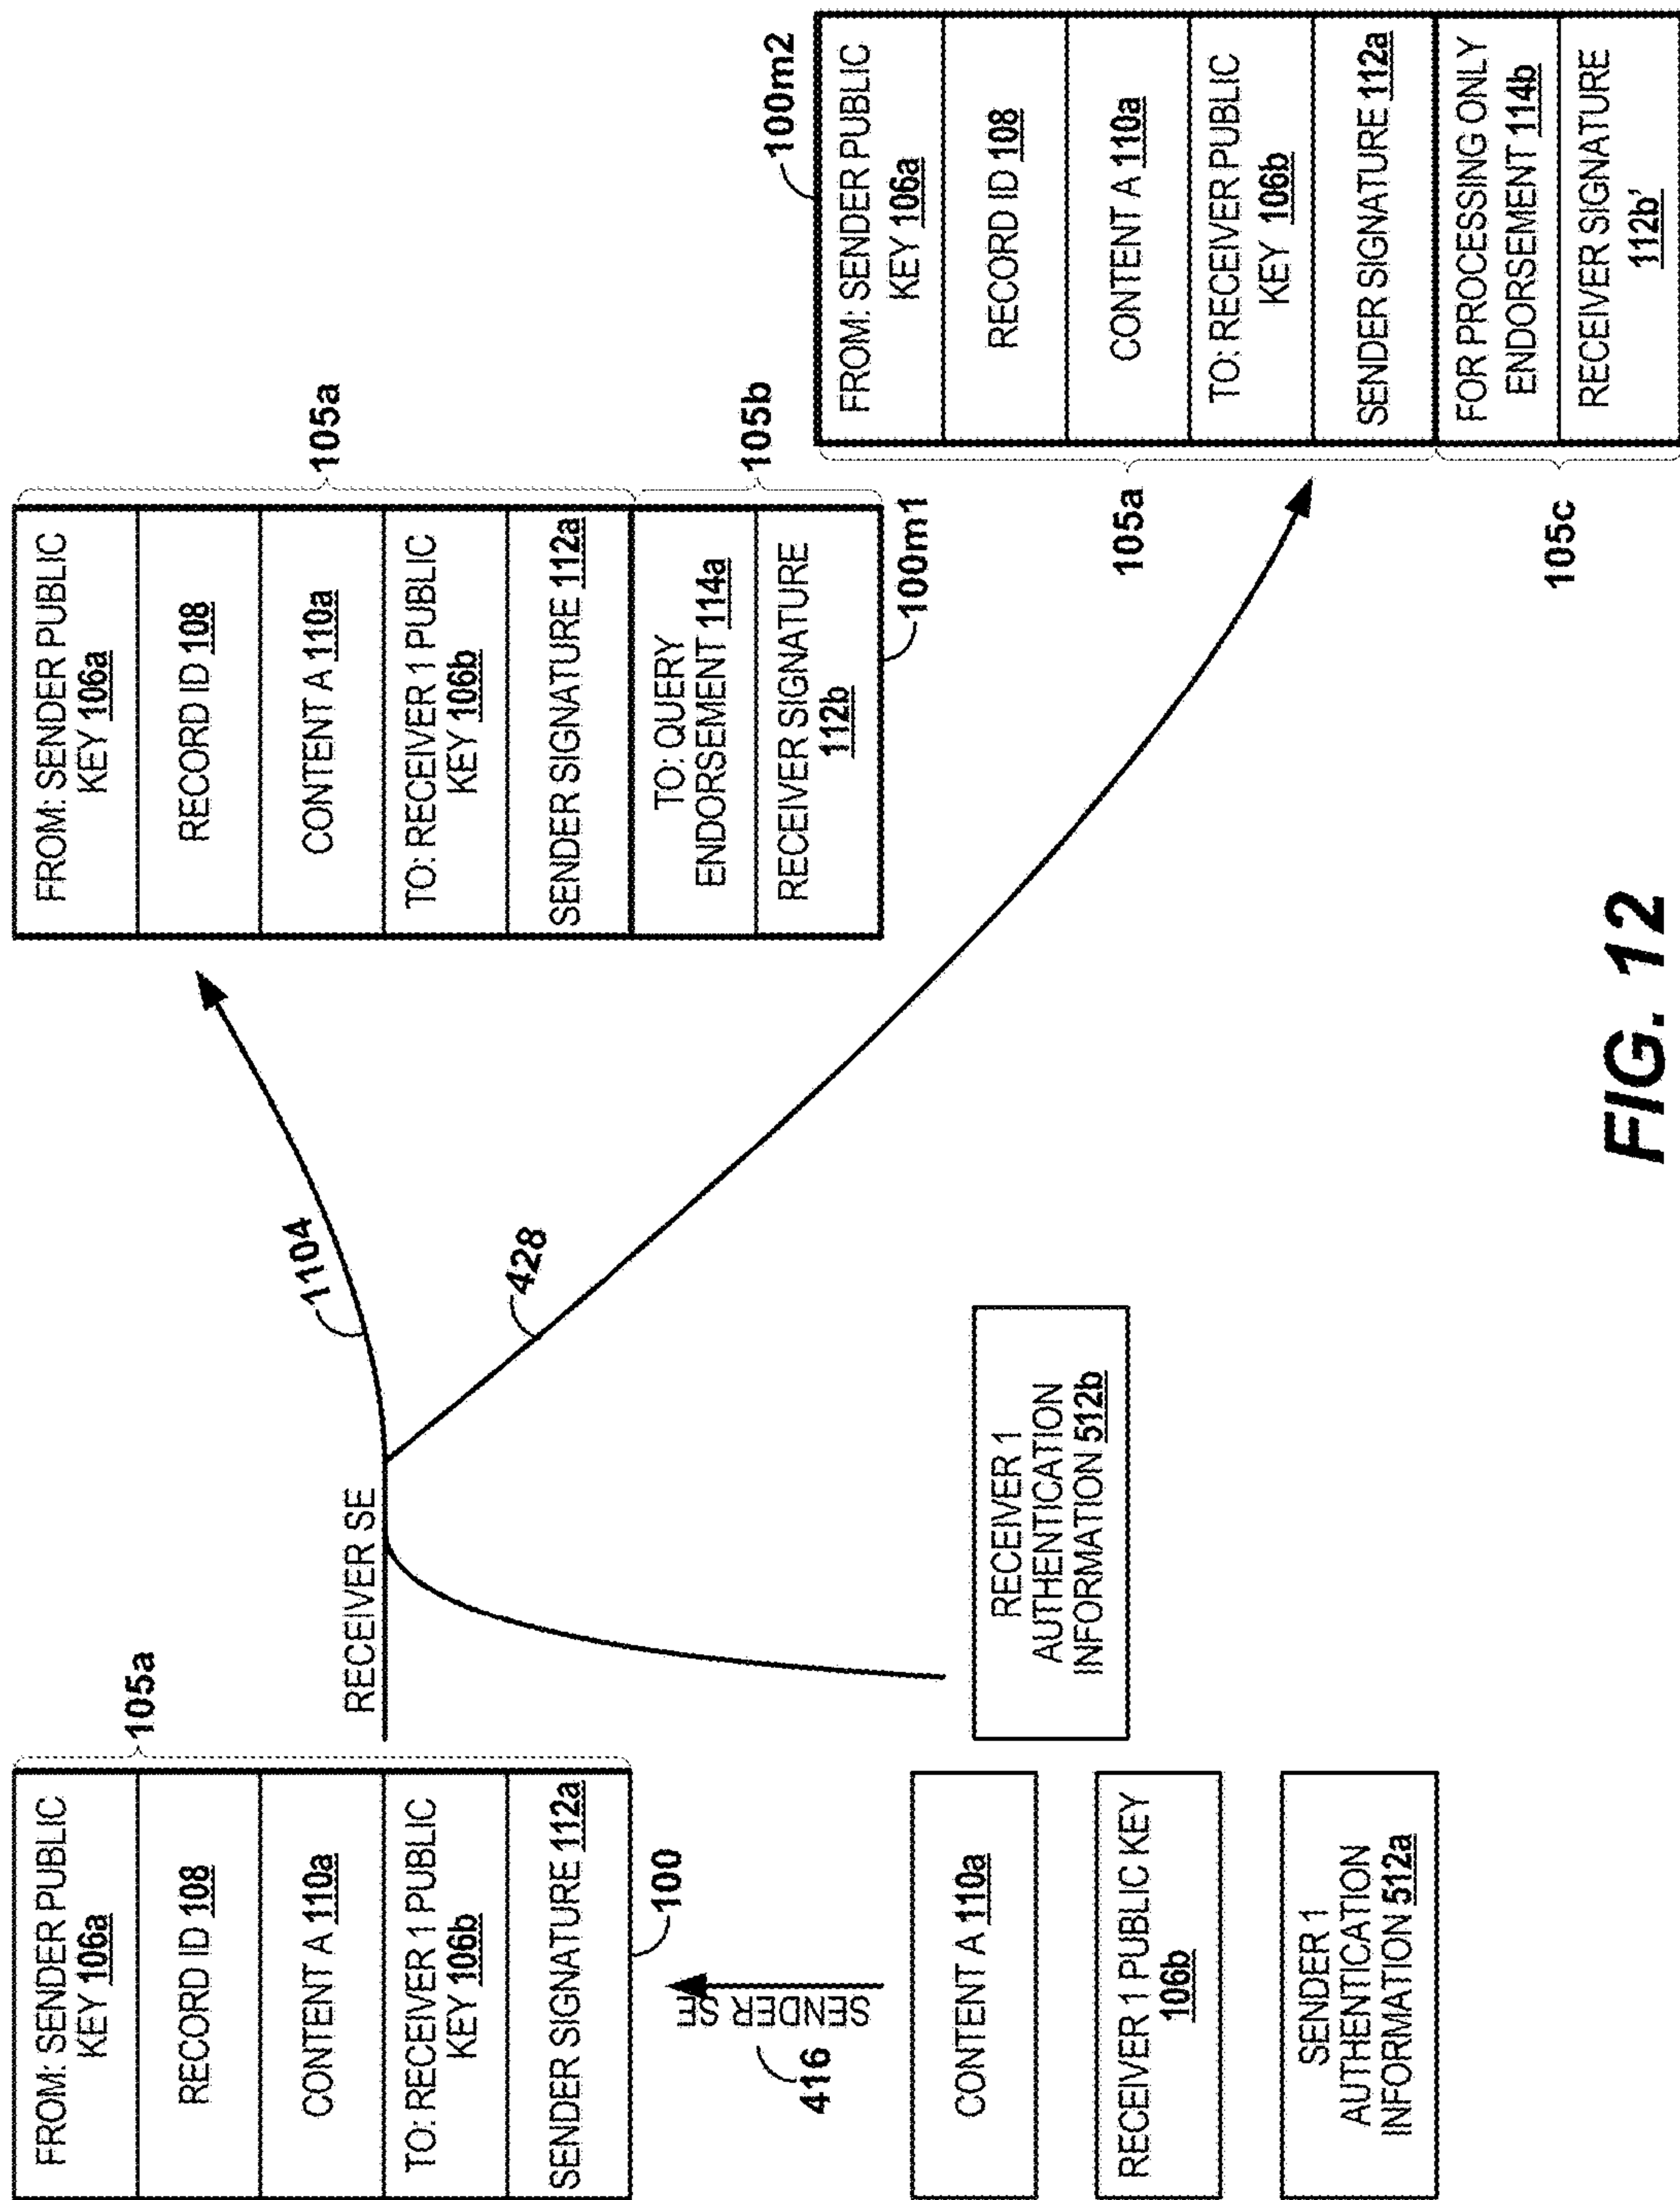 105a
FROM: SENDER PUBLIC
KEY 106a
RECORD ID 108
CONTENT A 110a
TO: RECEIVER 1 PUBLIC
KEY 106b
SENDER SIGNATURE 112a
100
416
SENDER SE
CONTENT A 110a
RECEIVER 1 PUBLIC KEY
106b
SENDER 1
AUTHENTICATION
INFORMATION 512a
RECEIVER SE
RECEIVER 1
AUTHENTICATION
INFORMATION 512b
1104
428
FROM: SENDER PUBLIC
KEY 106a
RECORD ID 108
CONTENT A 110a
TO: RECEIVER 1 PUBLIC
KEY 106b
SENDER SIGNATURE 112a
TO: QUERY
ENDORSEMENT 114a
RECEIVER SIGNATURE
112b
105a
105b
100m1
100m2
FROM: SENDER PUBLIC
KEY 106a
RECORD ID 108
CONTENT A 110a
TO: RECEIVER PUBLIC
KEY 106b
SENDER SIGNATURE 112a
FOR PROCESSING ONLY
ENDORSEMENT 114b
RECEIVER SIGNATURE
112b'
105a
105c
FIG. 12